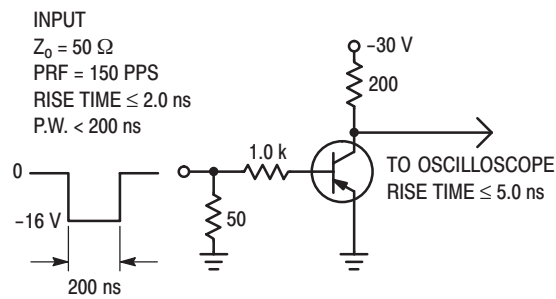 INPUT
Z₀ = 50 Ω
PRF = 150 PPS
RISE TIME ≤ 2.0 ns
P.W. < 200 ns
−30 V
200
1.0 k
TO OSCILLOSCOPE
RISE TIME ≤ 5.0 ns
0
−16 V
50
200 ns